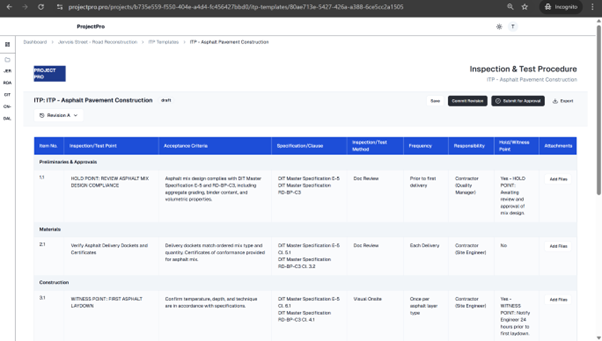 projectpro.pro/projects/b735e559-f558-404a-a4d4-fc456427bbd8/itp-templates/80ae713e-5427-426a-a388-6ce5cc2a1505
Incognito
ProjectPro
T
Dashboard > Jervois Street - Road Reconstruction > ITP Templates > ITP - Asphalt Pavement Construction
JER
ROA
CIT
CN-
RAL
PROJECT
PRO
Inspection & Test Procedure
ITP - Asphalt Pavement Construction
ITP: ITP - Asphalt Pavement Construction draft
Save Commit Revision Submit for Approval Export
Revision A
Item No. Inspection/Test Point Acceptance Criteria Specification/Clause Inspection/Test Method Frequency Responsibility Hold/Witness Point Attachments
Preliminaries & Approvals
1.1
HOLD POINT: REVIEW ASPHALT MIX
DESIGN COMPLIANCE
Asphalt mix design complies with DIT Master
Specification and RD-BP-C3, including
aggregate grading, binder content, and
volumetric properties.
DIT Master Specification
DIT Master Specification
RD-BP-C3
Doc Review
Prior to first
delivery
Contractor
(Quality
Manager)
Yes - HOLD
POINT:
Awaiting
review and
approval of
mix design.
Add Files
Materials
2.1
Verify Asphalt Delivery Dockets and
Certificates
Delivery dockets match ordered mix type and
quantity. Certificates of conformance provided
for asphalt mix.
DIT Master Specification
Cl. 5.1
DIT Master Specification
RD-BP-C3 Cl. 3.2
Doc Review
Each Delivery
Contractor
(Site Engineer)
No
Add Files
Construction
3.1
WITNESS POINT: FIRST ASPHALT
LAYDOWN
Confirm temperature, depth, and technique
are in accordance with specifications.
DIT Master Specification
Cl. 6.1
DIT Master Specification
RD-BP-C3 Cl. 4.1
Visual Onsite
Once per
asphalt layer
type
Contractor
(Site Engineer)
Yes -
WITNESS
POINT: Notify
Engineer 24
hours prior to
first laydown.
Add Files